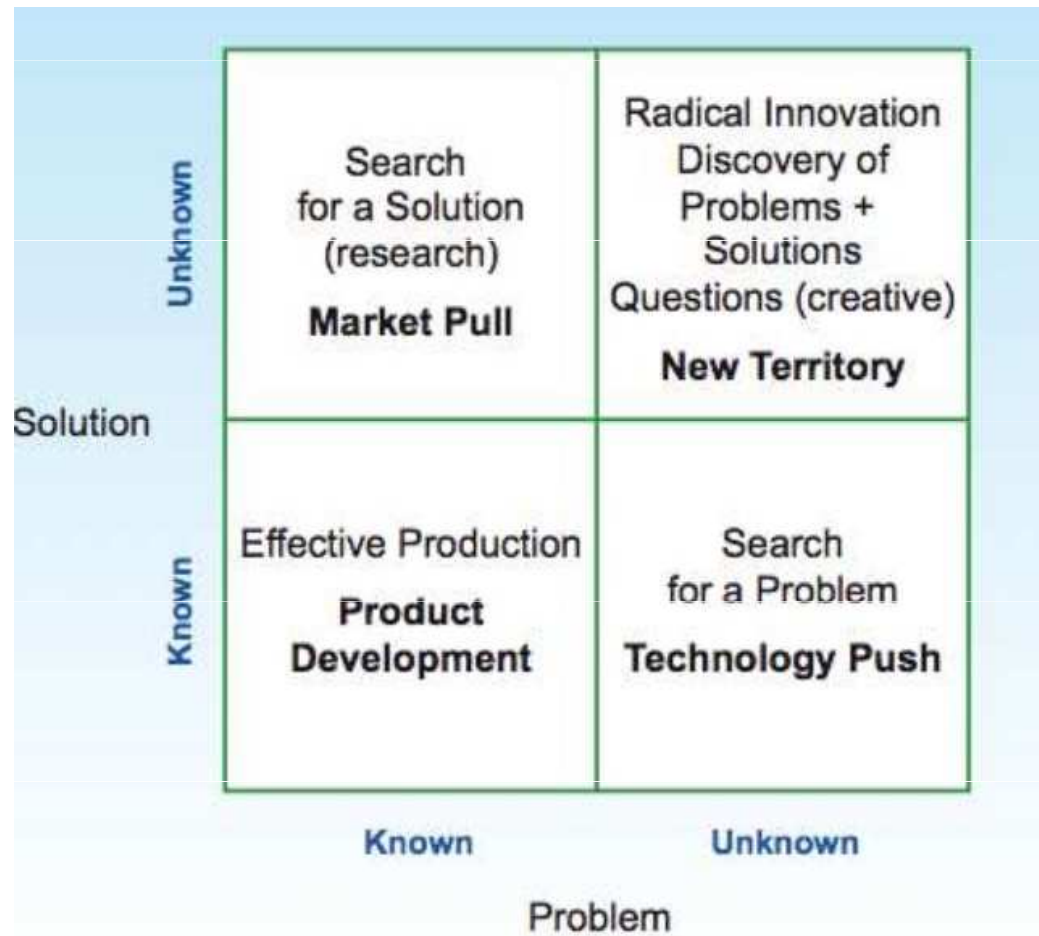 Search
for a Solution
(research)
Market Pull
Radical Innovation
Discovery of
Problems +
Solutions
Questions (creative)
New Territory
Unknown
Solution
Effective Production
Product
Development
Search
for a Problem
Technology Push
Known
Known
Unknown
Problem